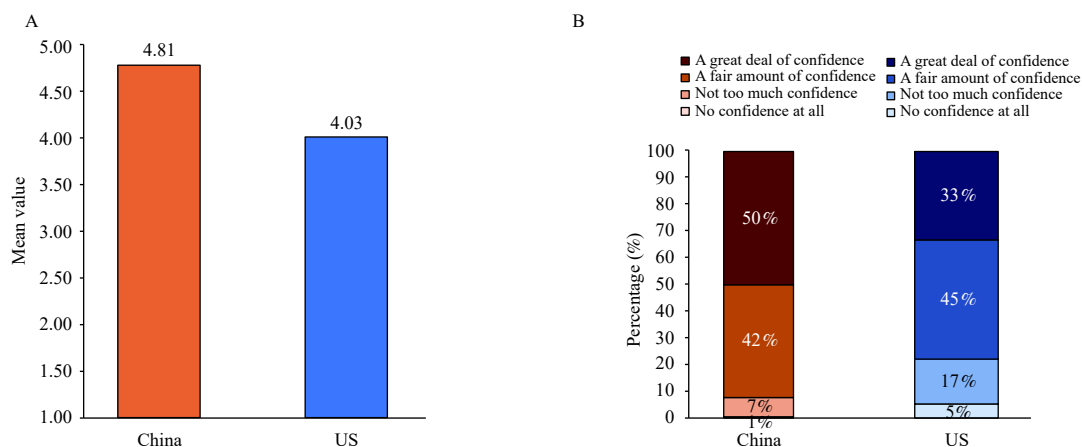 A
5.00
4.50
4.00
3.50
3.00
2.50
2.00
1.50
1.00
Mean value
4.81
4.03
China
US
B
A great deal of confidence
A fair amount of confidence
Not too much confidence
No confidence at all
A great deal of confidence
A fair amount of confidence
Not too much confidence
No confidence at all
100
90
80
70
60
50
40
30
20
10
0
Percentage (%)
50%
42%
7%
1%
33%
45%
17%
5%
China
US